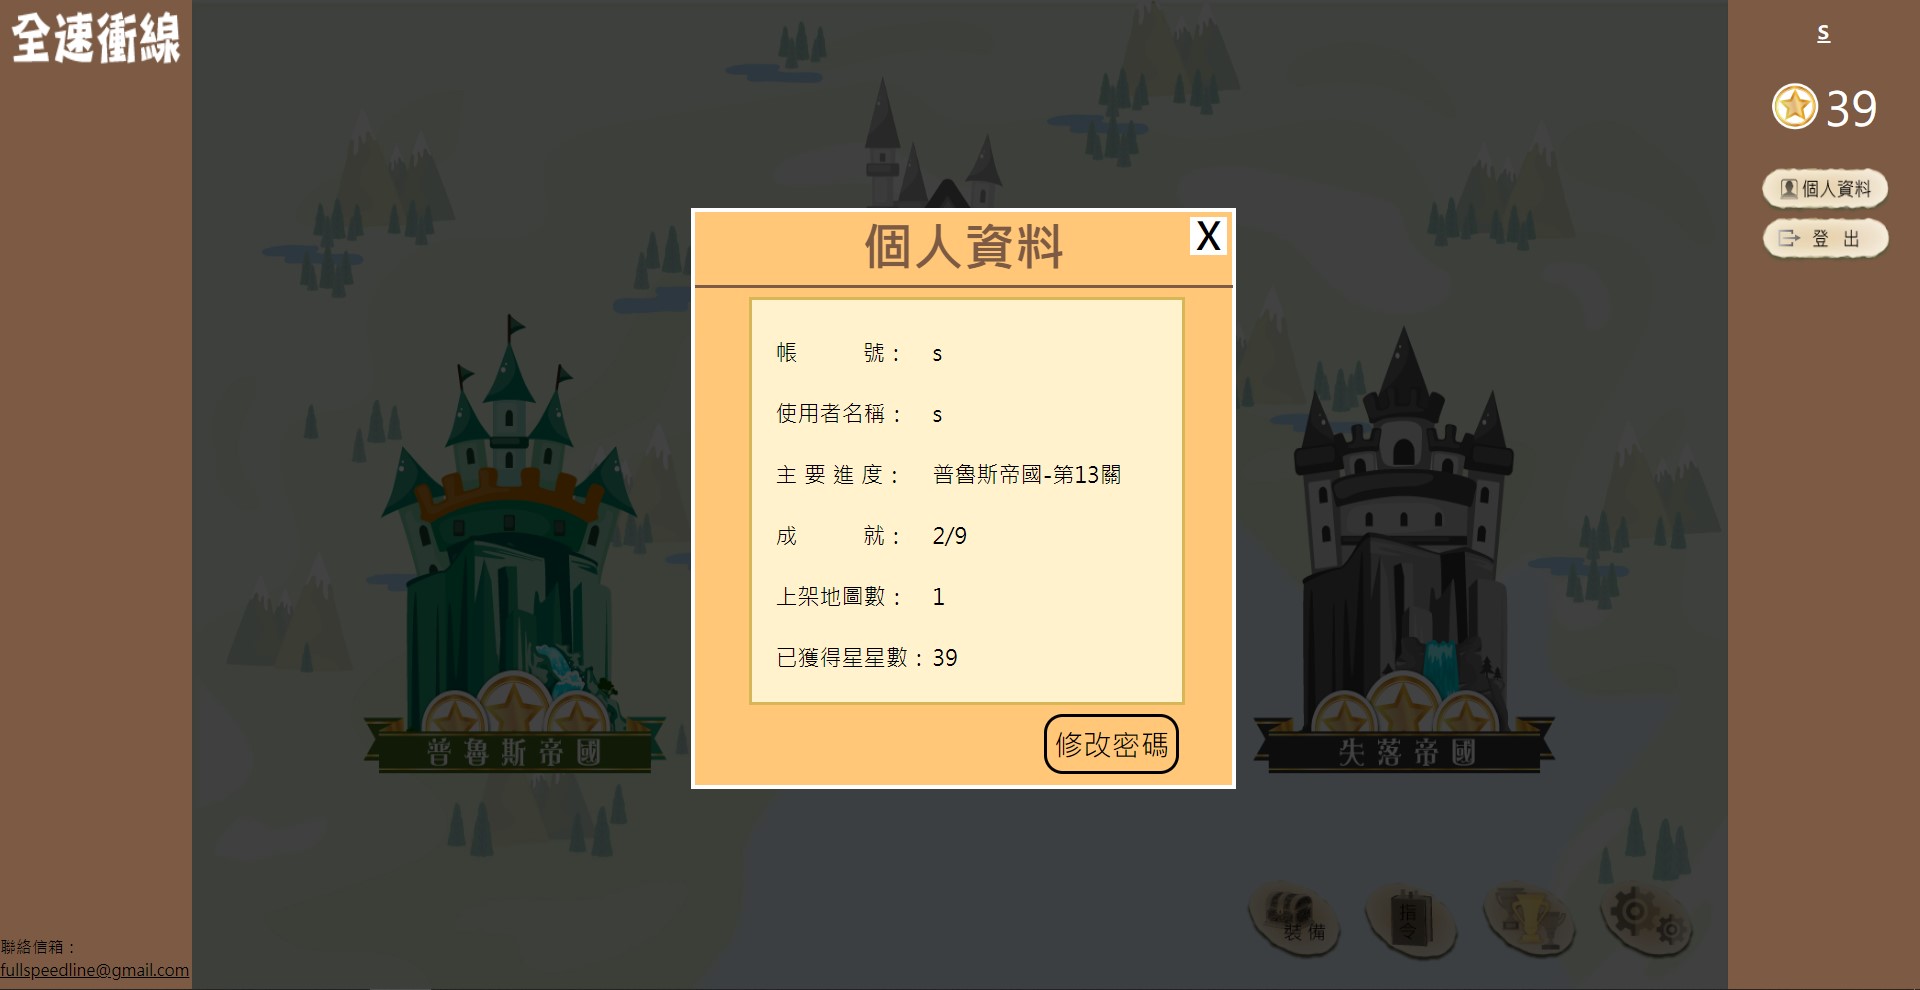 全速衝線
s
39
個人資料
登 出
個人資料
X
帳 號： s
使用者名稱： s
主 要 進 度： 普魯斯帝國-第13關
成 就： 2/9
上架地圖數： 1
已獲得星星數：39
修改密碼
普魯斯帝國
失落帝國
裝備
指令
聯絡信箱：
fullspeedline@gmail.com